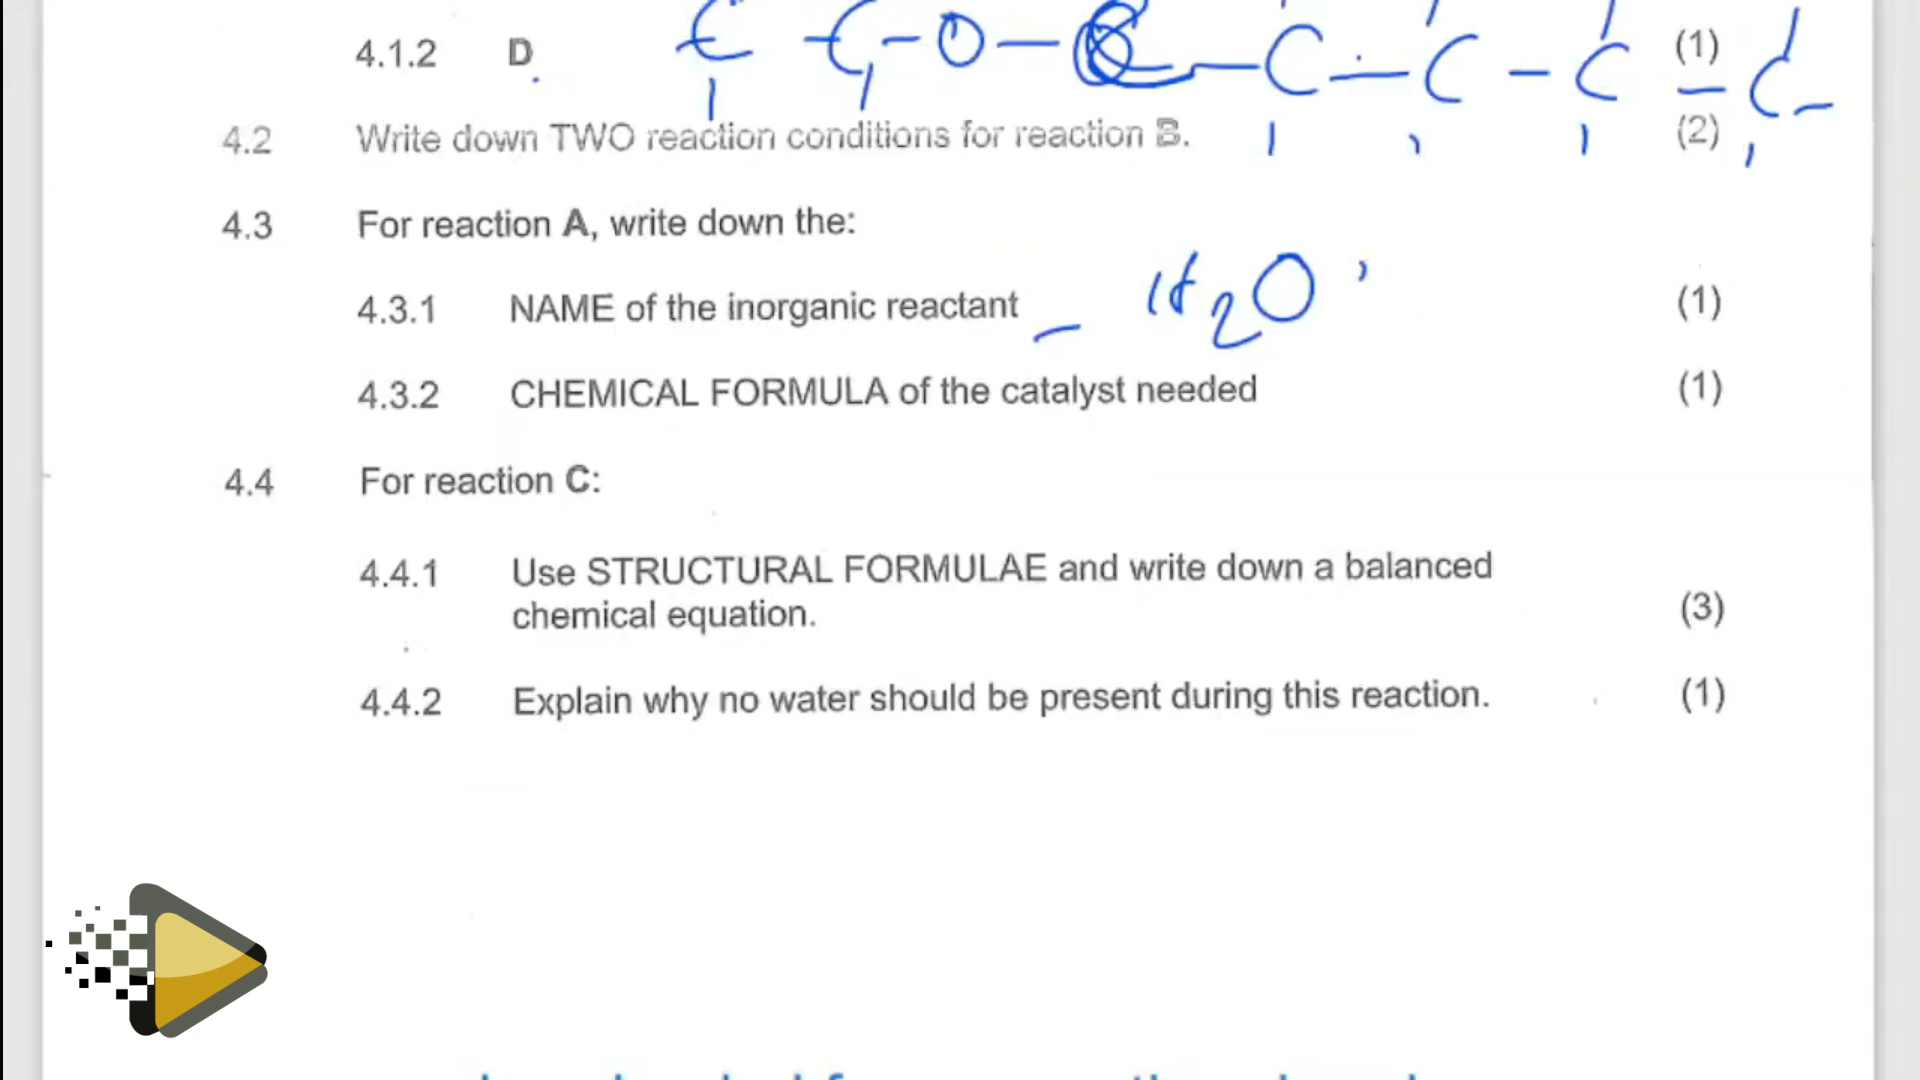 4.1.2 D (1)
C - C - O - C - C - C - C - C -
4.2 Write down TWO reaction conditions for reaction B. (2)
4.3 For reaction A, write down the:
4.3.1 NAME of the inorganic reactant - H2O (1)
4.3.2 CHEMICAL FORMULA of the catalyst needed (1)
4.4 For reaction C:
4.4.1 Use STRUCTURAL FORMULAE and write down a balanced
chemical equation. (3)
4.4.2 Explain why no water should be present during this reaction. (1)